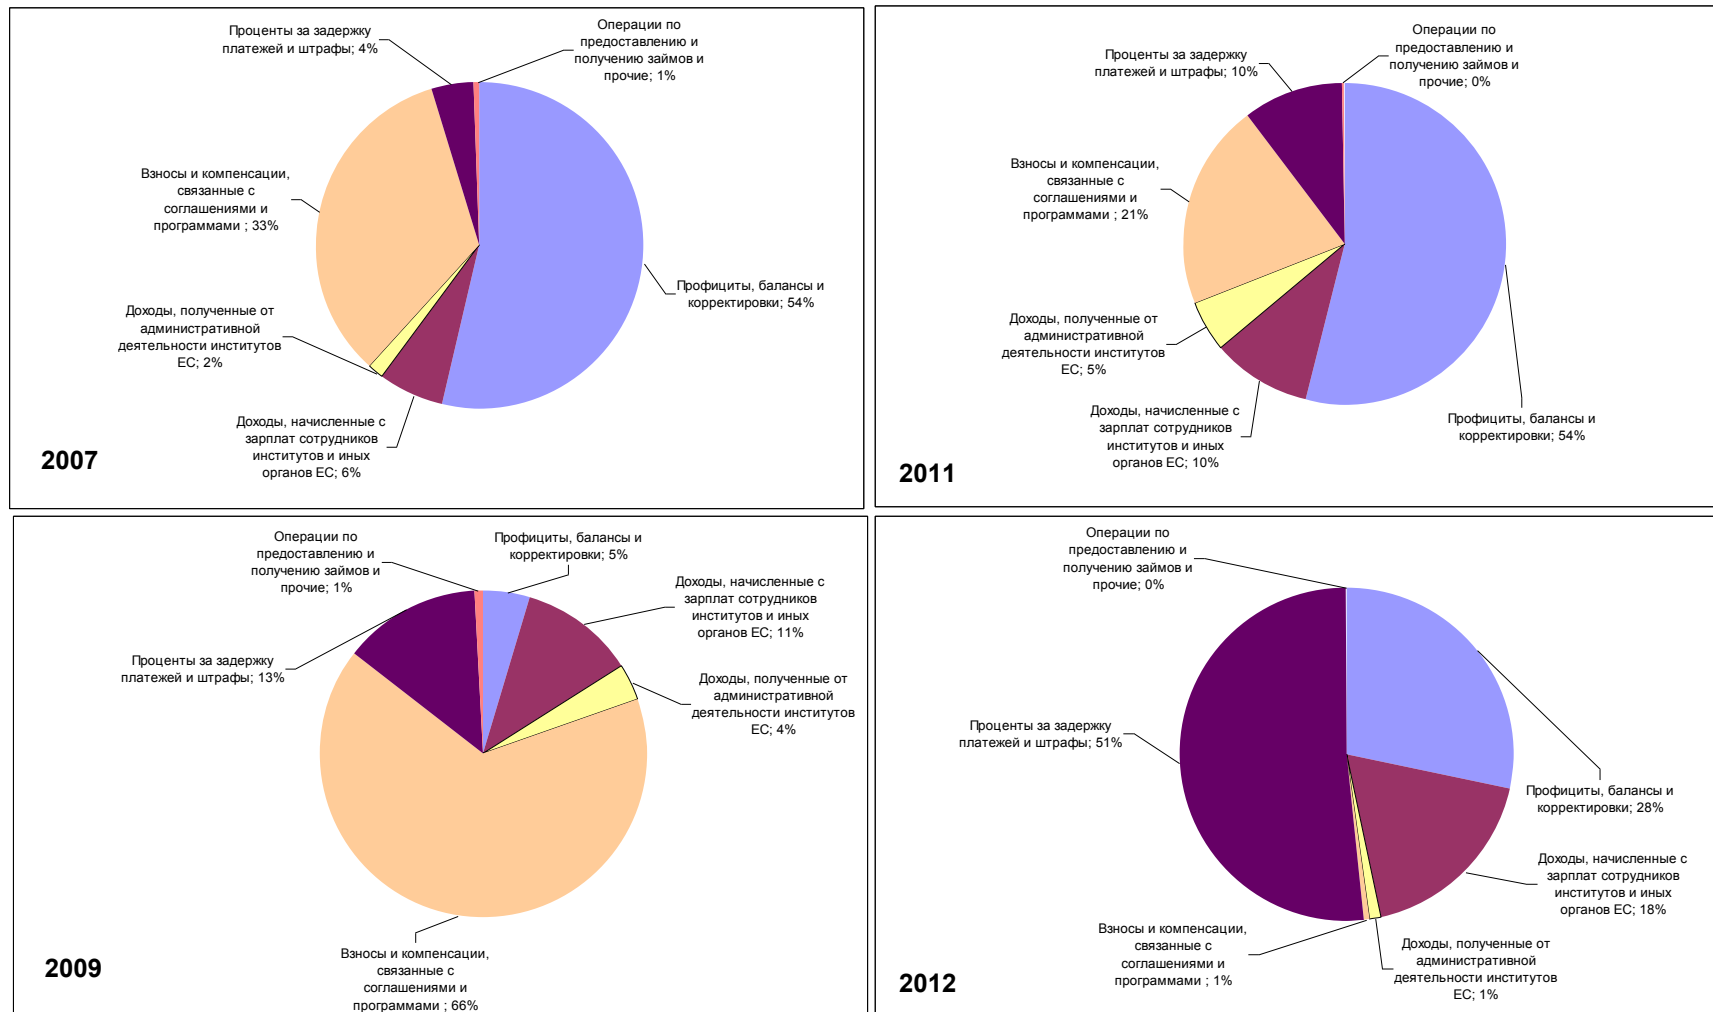 Проценты за задержку
платежей и штрафы; 4%
Операции по
предоставлению и
получению займов и
прочие; 1%
Взносы и компенсации,
связанные с
соглашениями и
программами ; 33%
Профициты, балансы и
корректировки; 54%
Доходы, полученные от
административной
деятельности институтов
ЕС; 2%
Доходы, начисленные с
зарплат сотрудников
институтов и иных
органов ЕС; 6%
2007
Операции по
предоставлению и
получению займов и
прочие; 0%
Проценты за задержку
платежей и штрафы; 10%
Взносы и компенсации,
связанные с
соглашениями и
программами ; 21%
Доходы, полученные от
административной
деятельности институтов
ЕС; 5%
Доходы, начисленные с
зарплат сотрудников
институтов и иных
органов ЕС; 10%
Профициты, балансы и
корректировки; 54%
2011
Операции по
предоставлению и
получению займов и
прочие; 1%
Профициты, балансы и
корректировки; 5%
Доходы, начисленные с
зарплат сотрудников
институтов и иных
органов ЕС; 11%
Проценты за задержку
платежей и штрафы; 13%
Доходы, полученные от
административной
деятельности институтов
ЕС; 4%
Взносы и компенсации,
связанные с
соглашениями и
программами ; 66%
2009
Операции по
предоставлению и
получению займов и
прочие; 0%
Проценты за задержку
платежей и штрафы; 51%
Профициты, балансы и
корректировки; 28%
Доходы, начисленные с
зарплат сотрудников
институтов и иных
органов ЕС; 18%
Взносы и компенсации,
связанные с
соглашениями и
программами ; 1%
Доходы, полученные от
административной
деятельности институтов
ЕС; 1%
2012